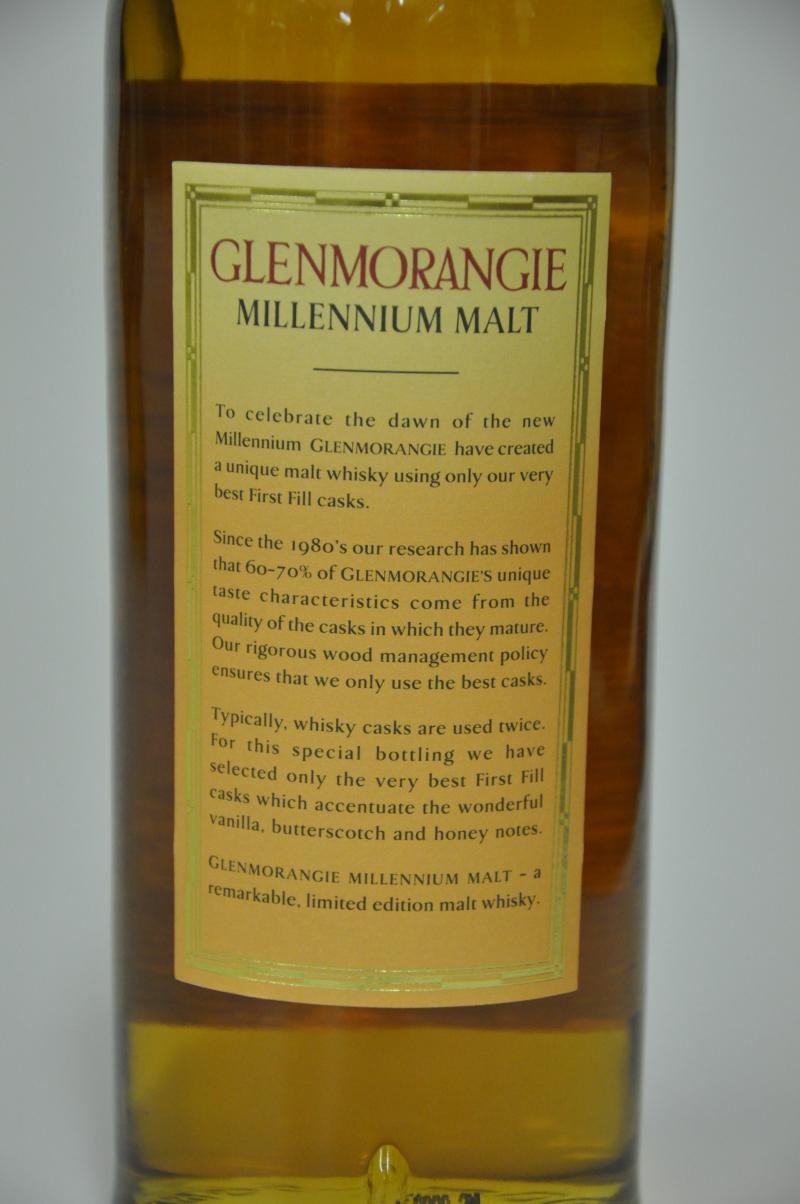 GLENMORANGIE
MILLENNIUM MALT
To celebrate the dawn of the new
Millennium GLENMORANGIE have created
a unique malt whisky using only our very
best First Fill casks.
Since the 1980's our research has shown
that 60-70% of GLENMORANGIE'S unique
taste characteristics come from the
quality of the casks in which they mature.
Our rigorous wood management policy
ensures that we only use the best casks.
Typically, whisky casks are used twice.
For this special bottling we have
selected only the very best First Fill
casks which accentuate the wonderful
vanilla, butterscotch and honey notes.
GLENMORANGIE MILLENNIUM MALT - a
remarkable, limited edition malt whisky.